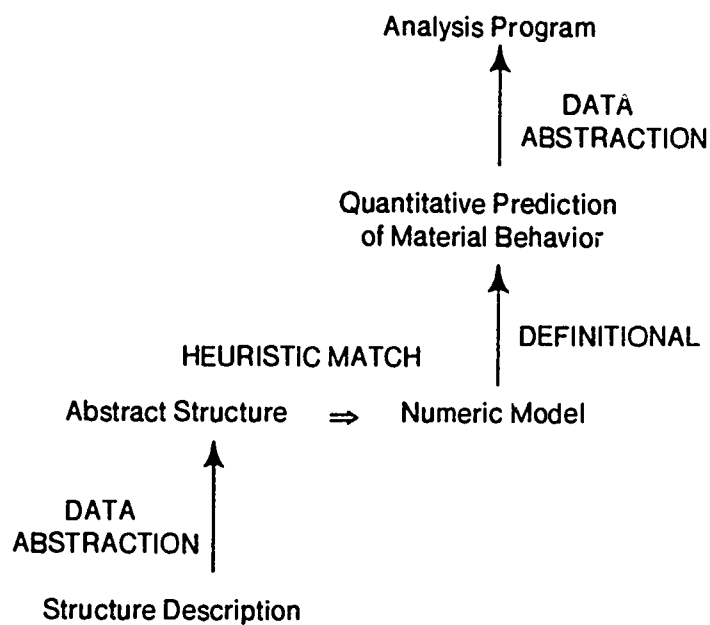 Analysis Program
DATA
ABSTRACTION
Quantitative Prediction
of Material Behavior
DEFINITIONAL
HEURISTIC MATCH
Abstract Structure ⇒ Numeric Model
DATA
ABSTRACTION
Structure Description